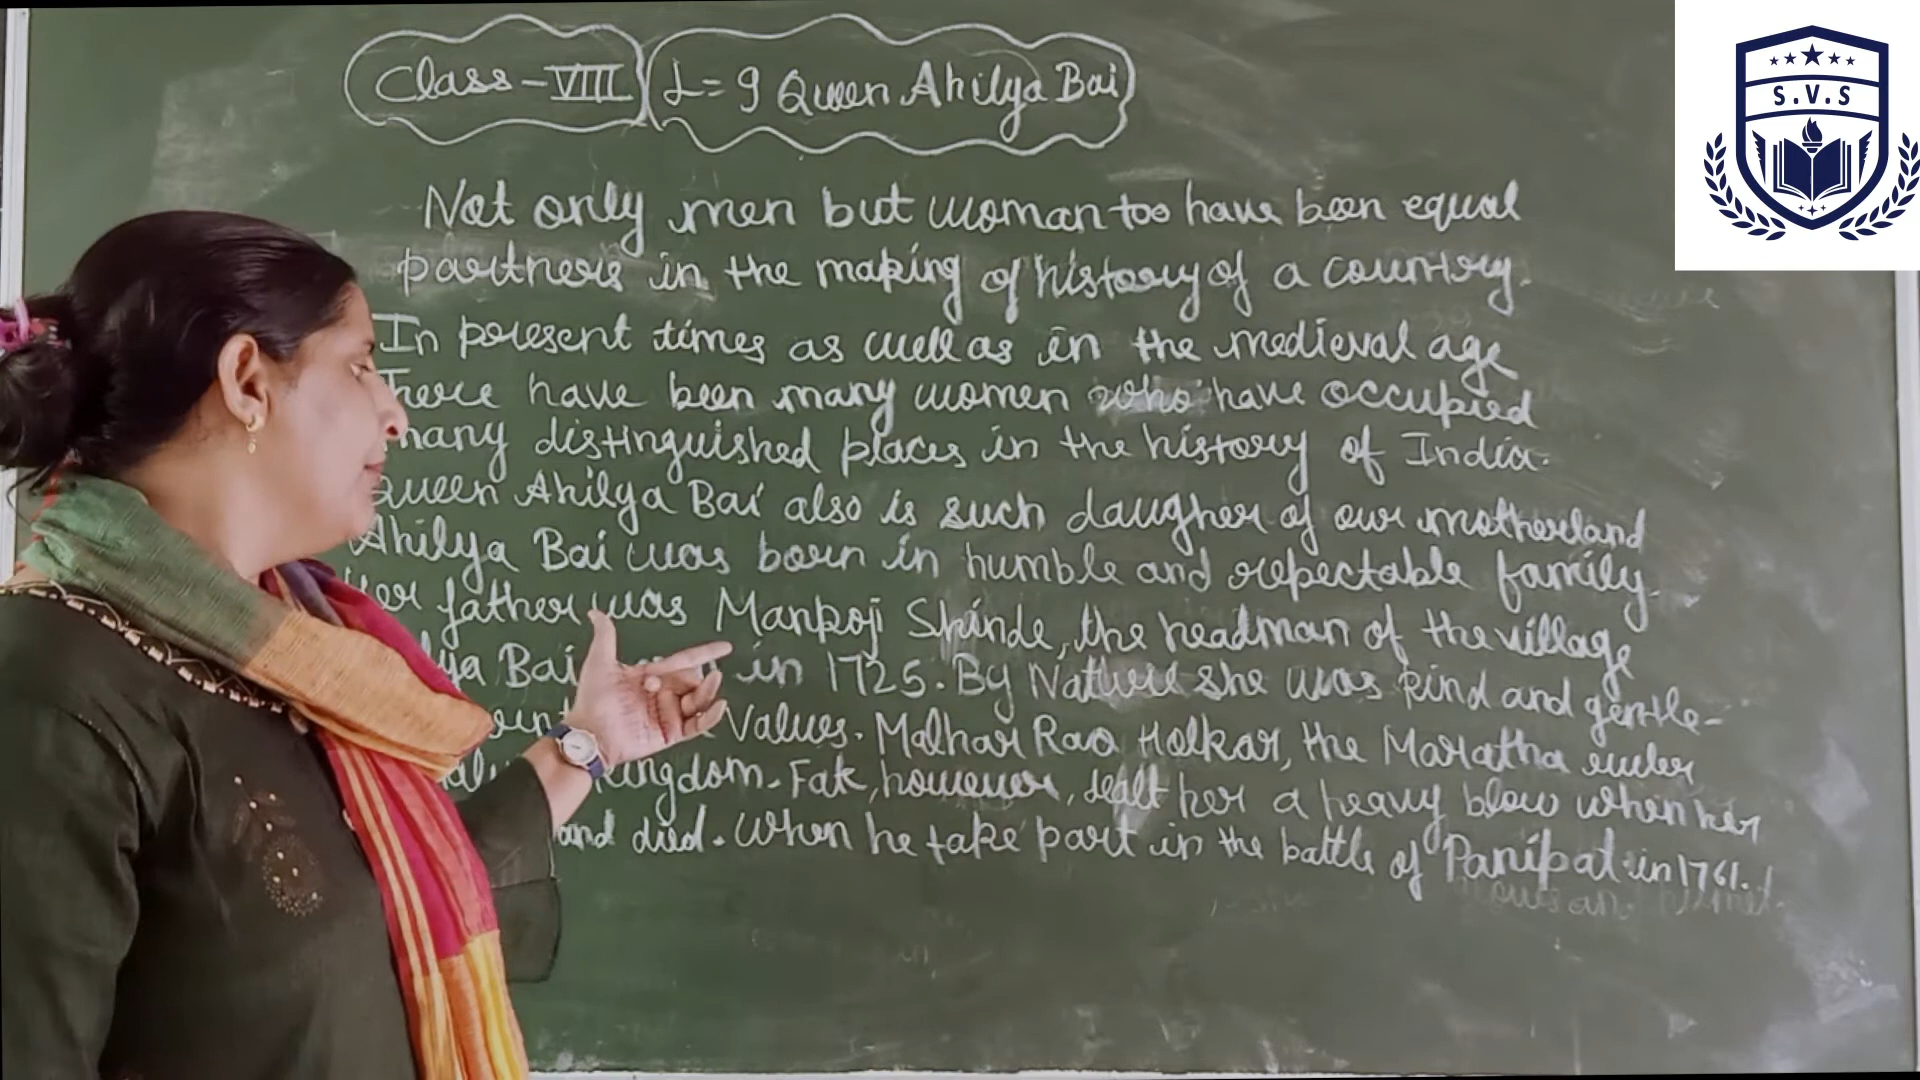 Class-VIII L=9 Queen Ahilya Bai
S.V.S
Not only men but woman too have been equal
partners in the making of history of a country.
In present times as well as in the medieval age
There have been many women who have occupied
many distinguished places in the history of India.
Queen Ahilya Bai also is such daugher of our motherland
Ahilya Bai was born in humble and repectable family.
Her father was Mankoji Shinde, the headman of the village
Bai in 1725. By Nature she was kind and gentle-
Values. Malhar Rao Holkar, the Maratha ruler
kingdom. Fate, however, dealt her a heavy blow when her
and died. When he take part in the battle of Panipat in 1761.